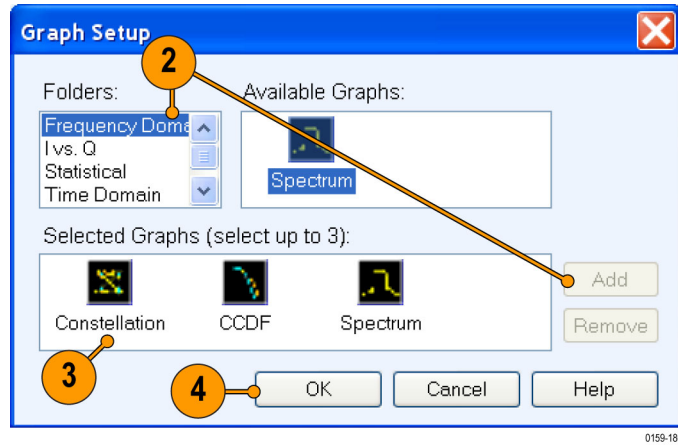 Graph Setup
2
Folders:
Available Graphs:
Frequency Doma
I vs. Q
Statistical
Time Domain
Spectrum
Selected Graphs (select up to 3):
Constellation
CCDF
Spectrum
Add
Remove
3
4
OK
Cancel
Help
0159-18